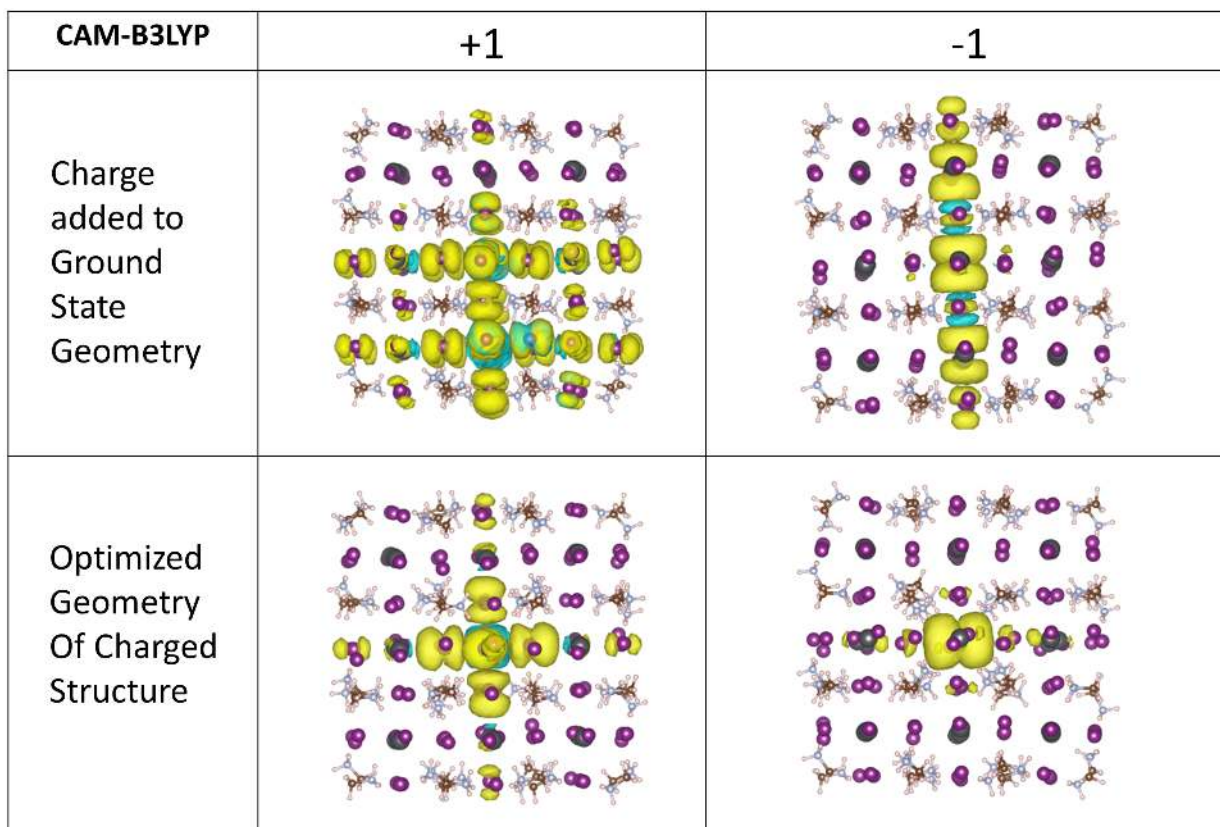 CAM-B3LYP
+1
-1
Charge
added to
Ground
State
Geometry
Optimized
Geometry
Of Charged
Structure